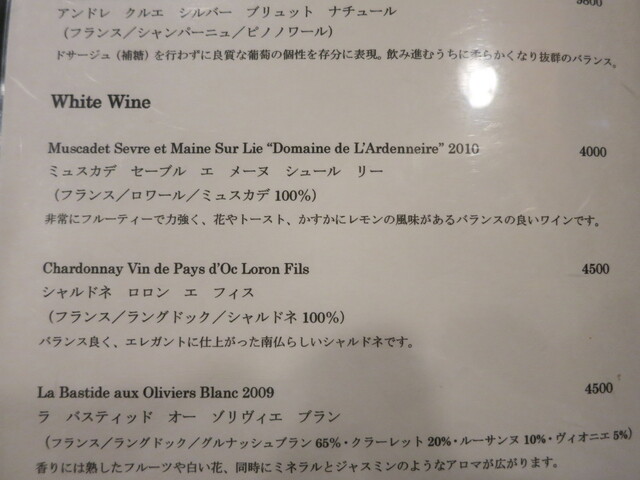 アンドレ クルエ シルバー ブリュット ナチュール
（フランス／シャンパーニュ／ピノノワール）
ドサージュ（補糖）を行わずに良質な葡萄の個性を存分に表現。飲み進むうちに柔らかくなり抜群のバランス。
White Wine
Muscadet Sevre et Maine Sur Lie “Domaine de L’Ardenneire” 2010 4000
ミュスカデ セーブル エ メーヌ シュール リー
（フランス／ロワール／ミュスカデ 100%）
非常にフルーティーで力強く、花やトースト、かすかにレモンの風味があるバランスの良いワインです。
Chardonnay Vin de Pays d’Oc Loron Fils 4500
シャルドネ ロロン エ フィス
（フランス／ラングドック／シャルドネ 100%）
バランス良く、エレガントに仕上がった南仏らしいシャルドネです。
La Bastide aux Oliviers Blanc 2009 4500
ラ バスティッド オー ゾリヴィエ ブラン
（フランス／ラングドック／グルナッシュブラン 65%・クラーレット 20%・ルーサンヌ 10%・ヴィオニエ 5%）
香りには熟したフルーツや白い花、同時にミネラルとジャスミンのようなアロマが広がります。